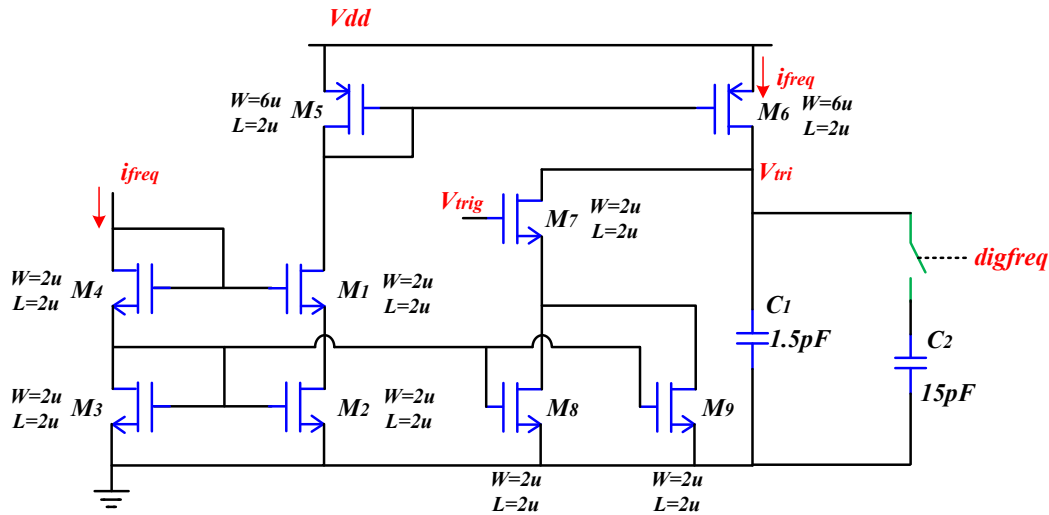 Vdd
W=6u
L=2u
M5
ifreq
M6
W=6u
L=2u
ifreq
Vtrig
M7
W=2u
L=2u
Vtri
W=2u
L=2u
M4
M1
W=2u
L=2u
digfreq
C1
1.5pF
C2
15pF
W=2u
L=2u
M3
M2
W=2u
L=2u
M8
M9
W=2u
L=2u
W=2u
L=2u